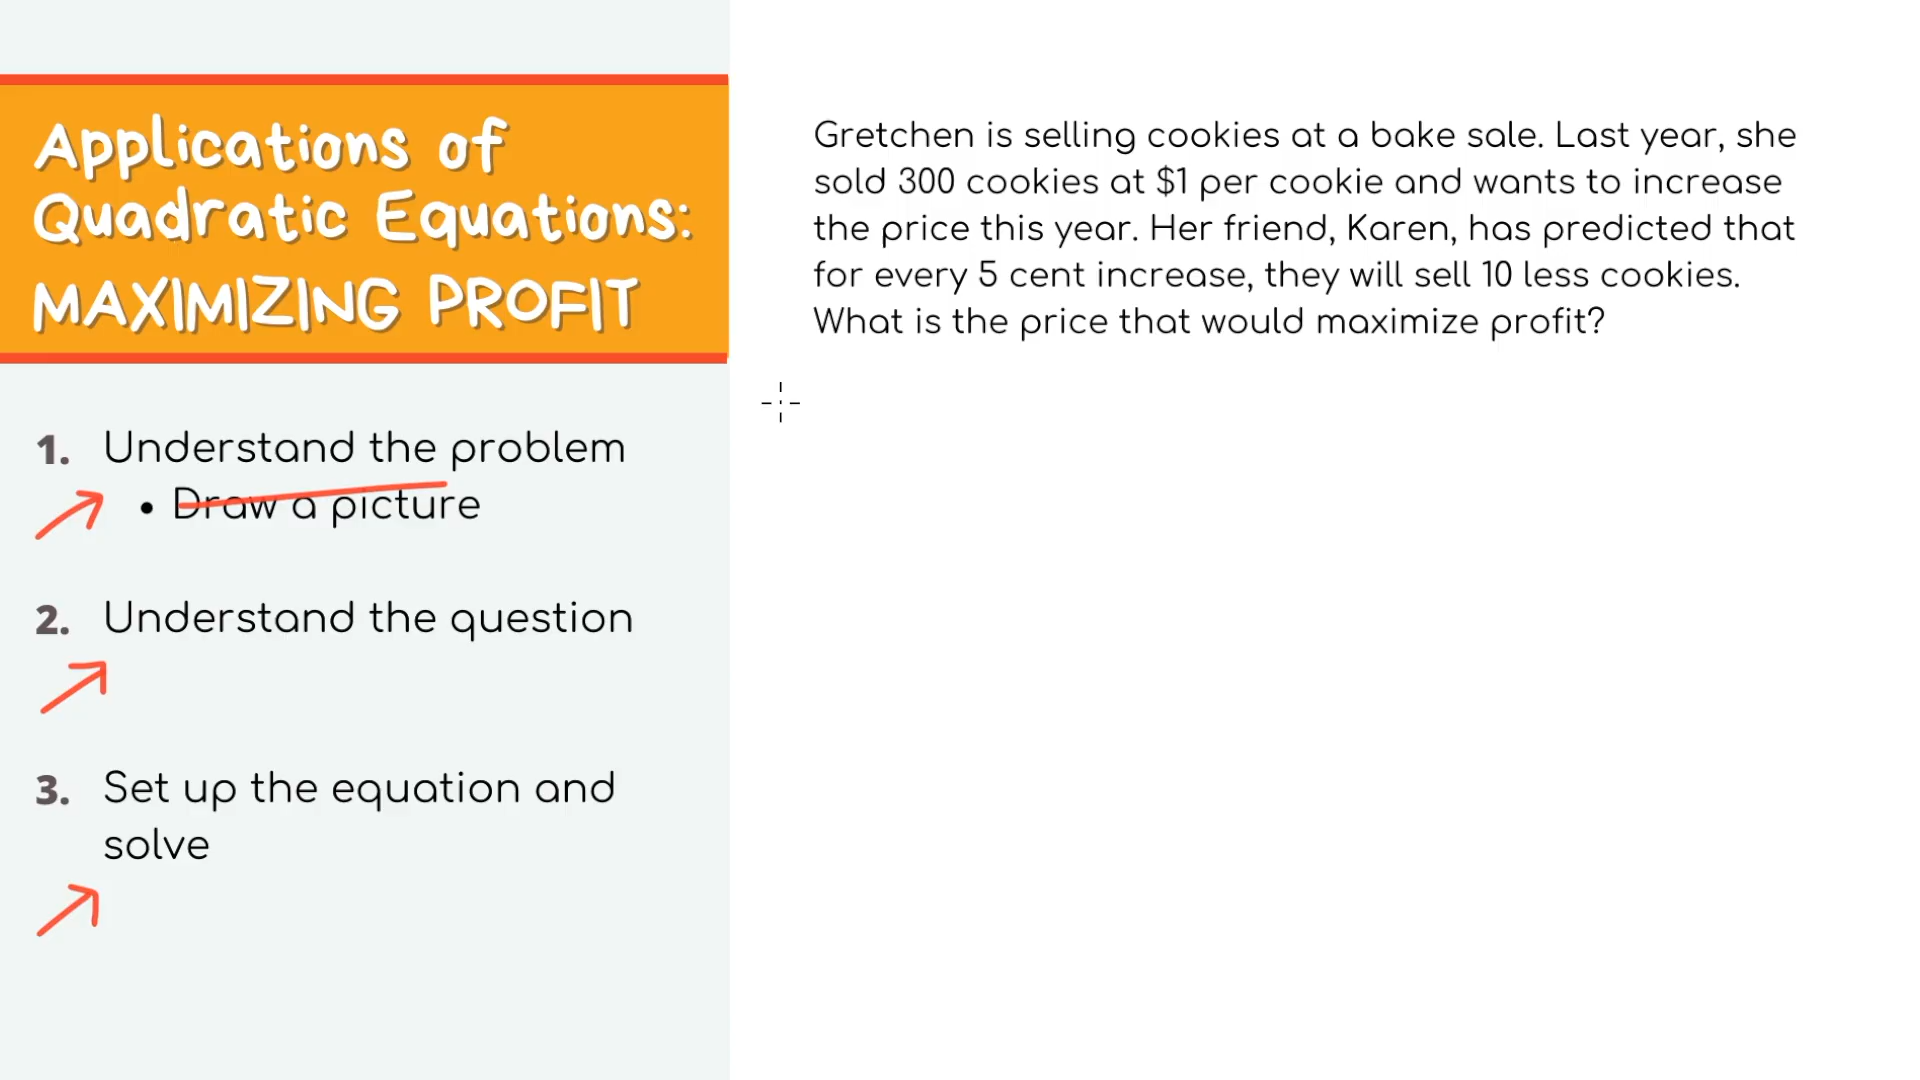 Applications of
Quadratic Equations:
MAXIMIZING PROFIT
1. Understand the problem
• Draw a picture
2. Understand the question
3. Set up the equation and
solve
Gretchen is selling cookies at a bake sale. Last year, she
sold 300 cookies at $1 per cookie and wants to increase
the price this year. Her friend, Karen, has predicted that
for every 5 cent increase, they will sell 10 less cookies.
What is the price that would maximize profit?